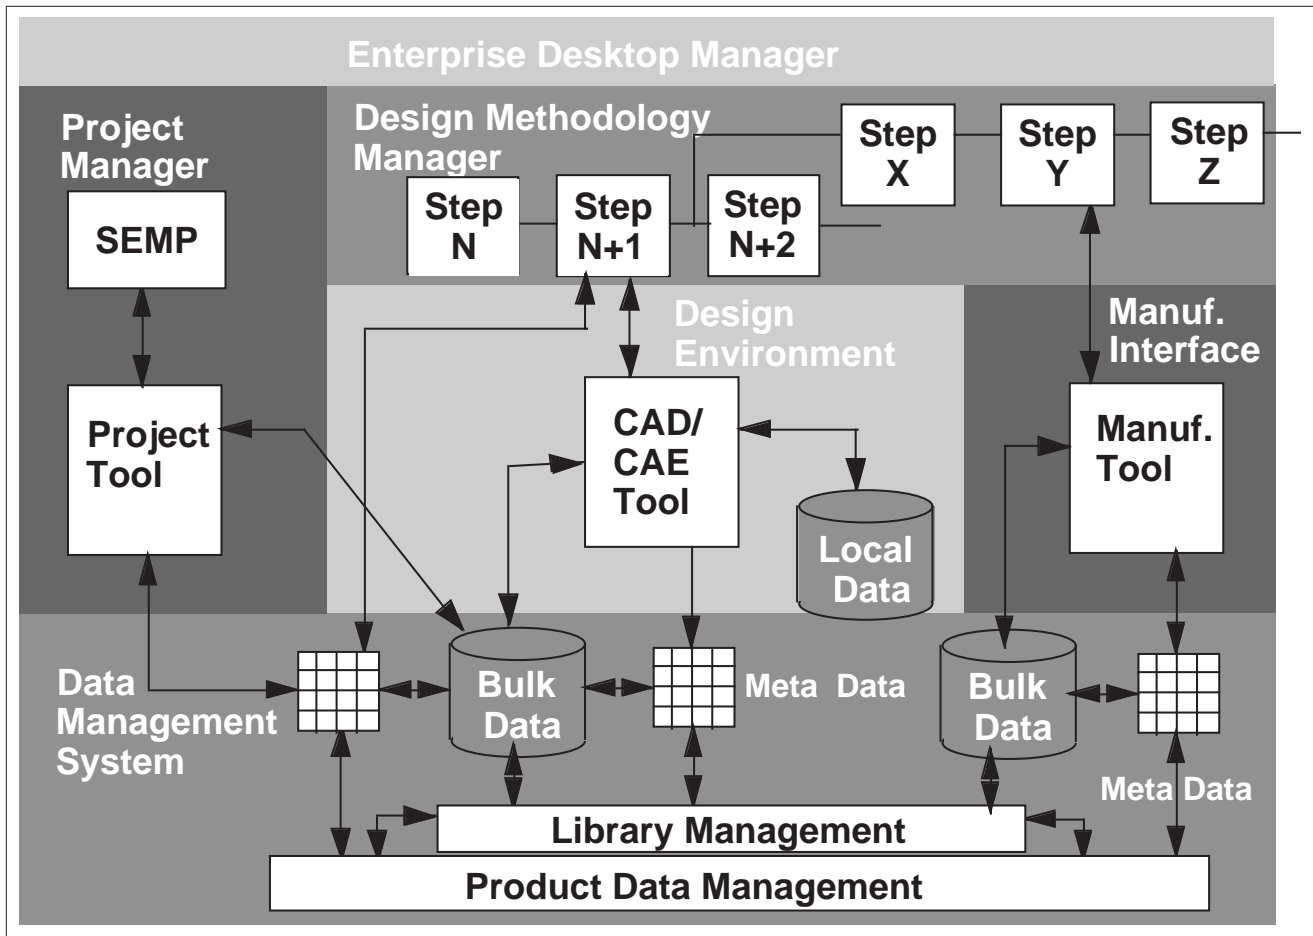 Enterprise Desktop Manager
Project
Manager
SEMP
Project
Tool
Design Methodology
Manager
Step
N
Step
N+1
Step
N+2
Step
X
Step
Y
Step
Z
Design
Environment
CAD/
CAE
Tool
Local
Data
Manuf.
Interface
Manuf.
Tool
Data
Management
System
Bulk
Data
Meta Data
Bulk
Data
Meta Data
Library Management
Product Data Management